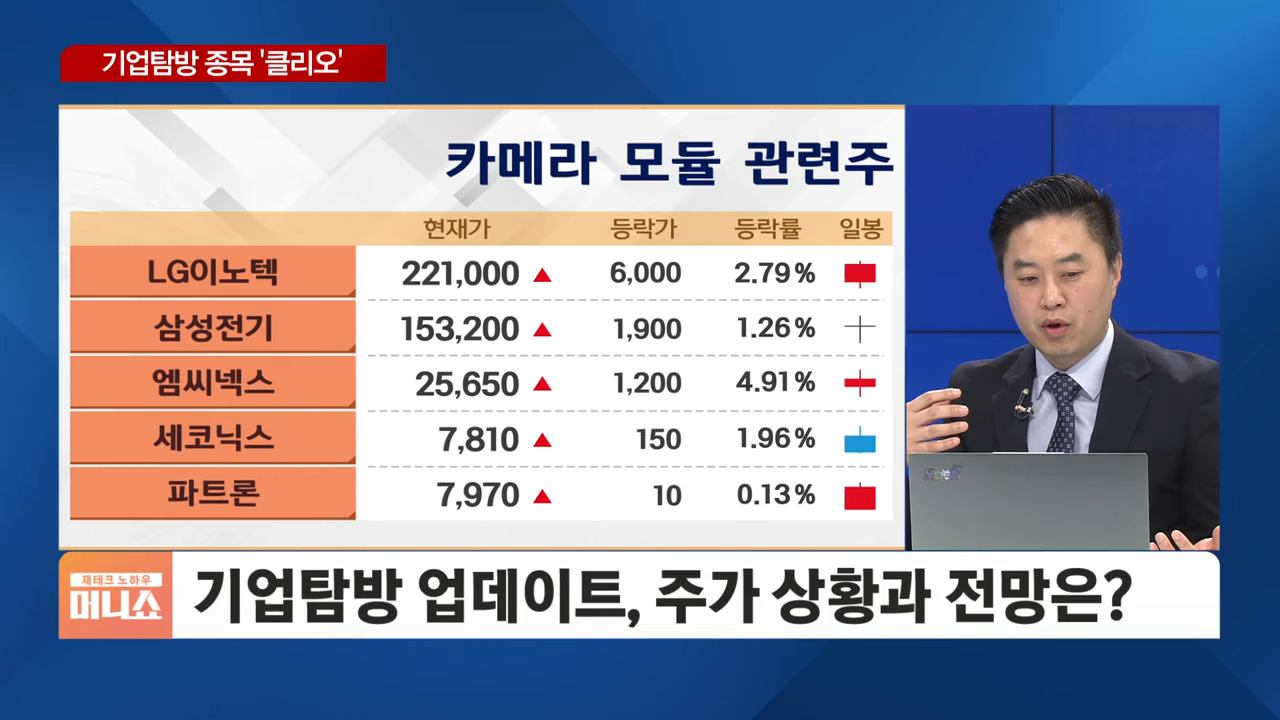 기업탐방 종목 '클리오'
카메라 모듈 관련주
현재가 등락가 등락률 일봉
LG이노텍 221,000 ▲ 6,000 2.79%
삼성전기 153,200 ▲ 1,900 1.26%
엠씨넥스 25,650 ▲ 1,200 4.91%
세코닉스 7,810 ▲ 150 1.96%
파트론 7,970 ▲ 10 0.13%
재테크 노하우
머니쇼
기업탐방 업데이트, 주가 상황과 전망은?